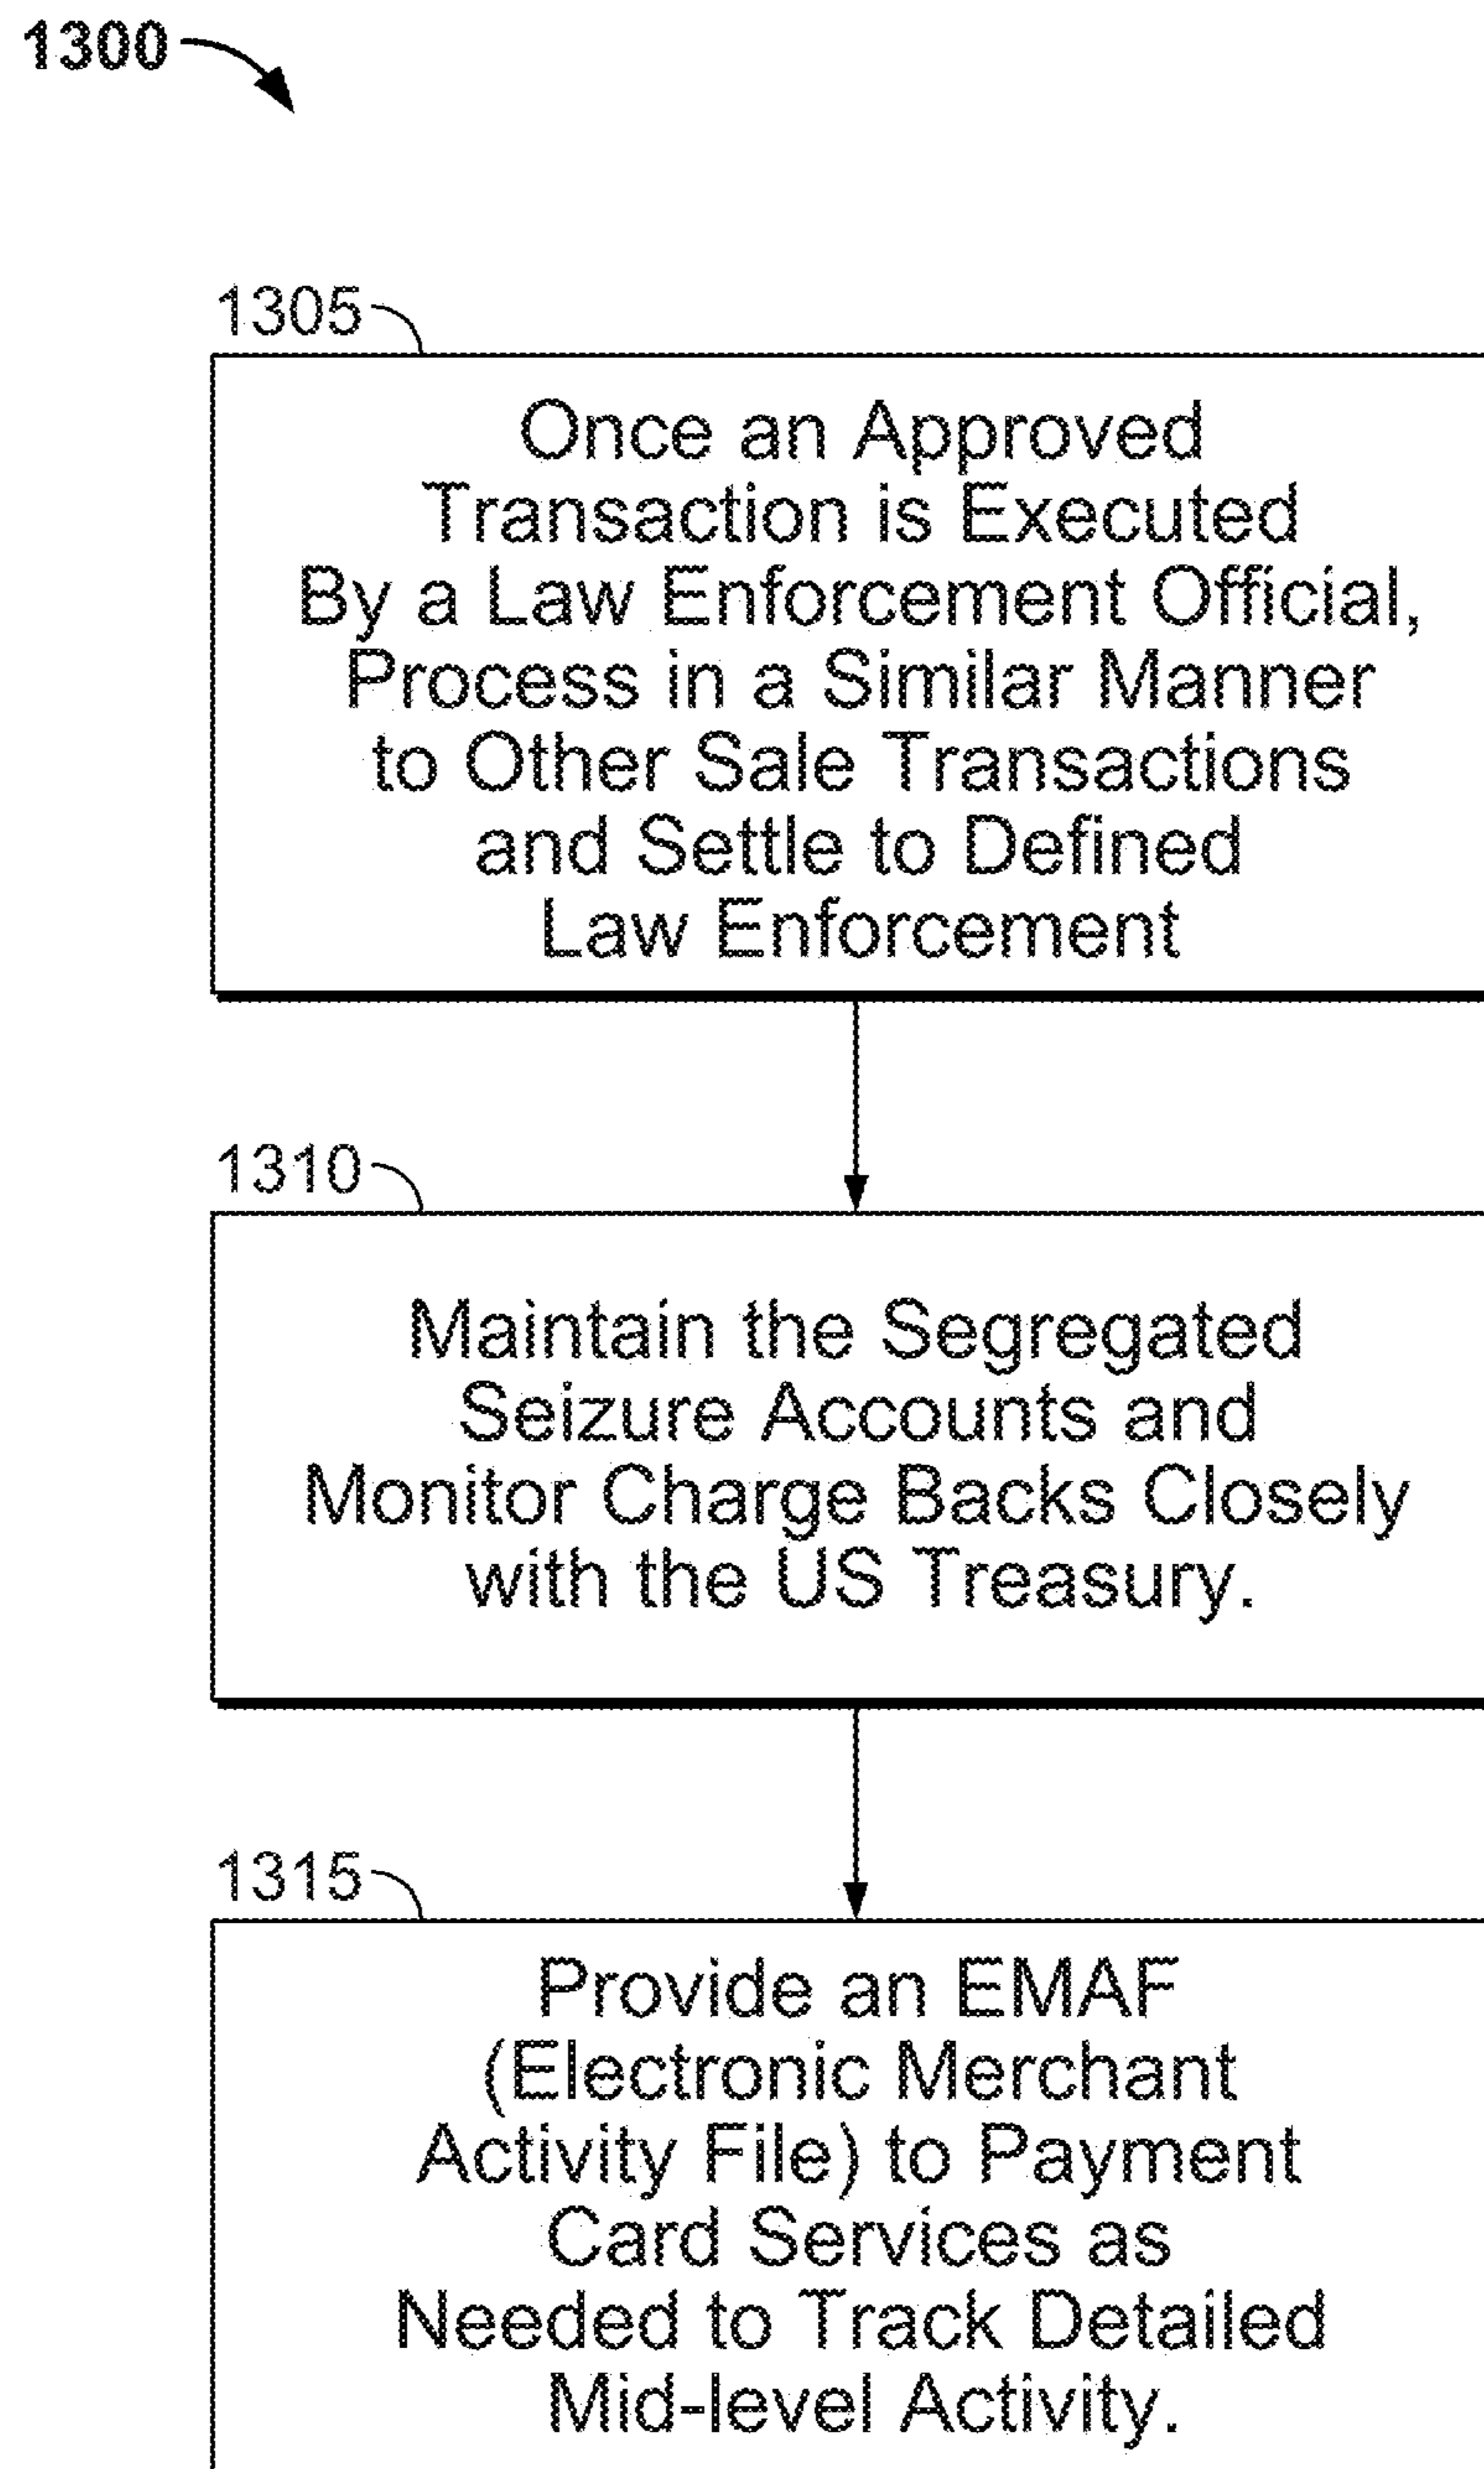 1300
1305
Once an Approved
Transaction is Executed
By a Law Enforcement Official,
Process in a Similar Manner
to Other Sale Transactions
and Settle to Defined
Law Enforcement
1310
Maintain the Segregated
Seizure Accounts and
Monitor Charge Backs Closely
with the US Treasury.
1315
Provide an EMAF
(Electronic Merchant
Activity File) to Payment
Card Services as
Needed to Track Detailed
Mid-level Activity.